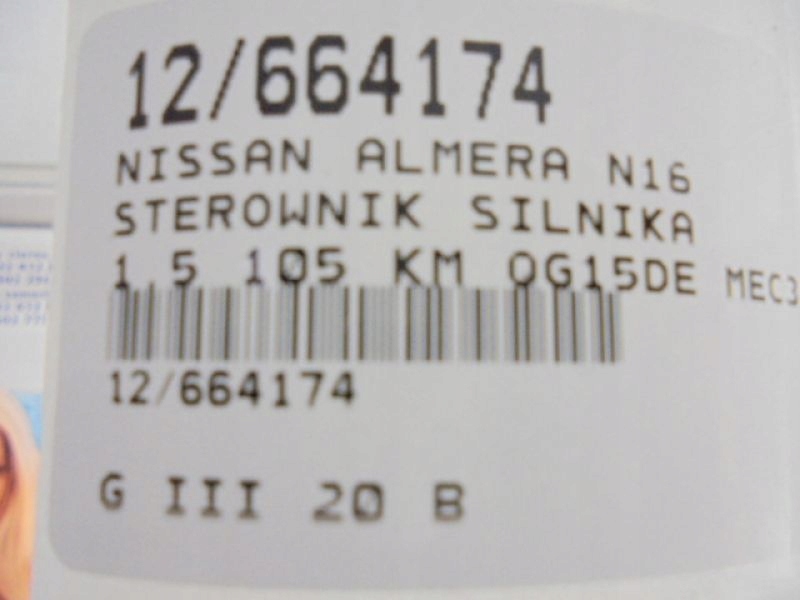 12/664174
NISSAN ALMERA N16
STEROWNIK SILNIKA
1.5 105 KM QG15DE MEC3
12/664174
G III 20 B